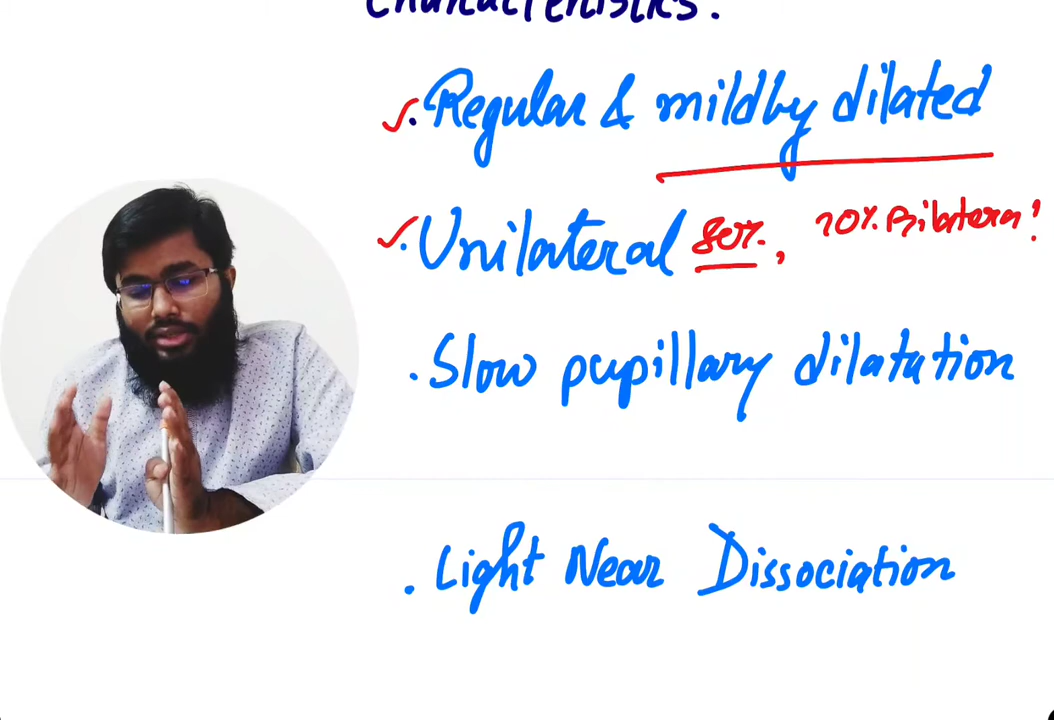 Characteristics:
. Regular & mildly dilated
. Unilateral 80%, 20% Bilateral!
. Slow pupillary dilatation
. Light Near Dissociation